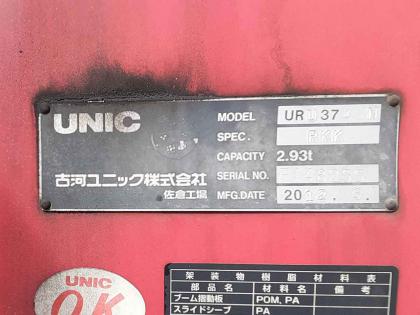 UNIC
MODEL UR 37
SPEC.
CAPACITY 2.93t
SERIAL NO.
MFG.DATE
古河ユニック株式会社
佐倉工場
UNIC
OK
架装物樹脂材料表
部品名 材料名 備考
ブーム摺動板 POM, PA
スライドシーブ PA